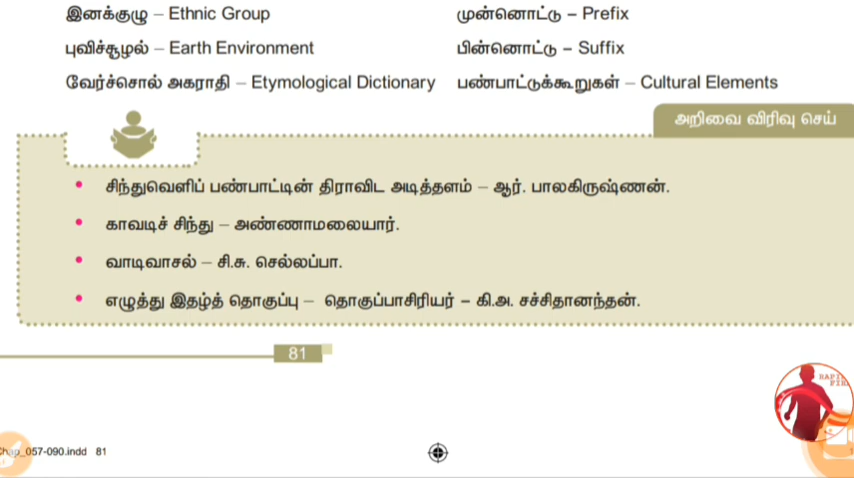 இனக்குழு – Ethnic Group
முன்னொட்டு – Prefix
புவிச்சூழல் – Earth Environment
பின்னொட்டு – Suffix
வேர்ச்சொல் அகராதி – Etymological Dictionary
பண்பாட்டுக்கூறுகள் – Cultural Elements
அறிவை விரிவு செய்
• சிந்துவெளிப் பண்பாட்டின் திராவிட அடித்தளம் – ஆர். பாலகிருஷ்ணன்.
• காவடிச் சிந்து – அண்ணாமலையார்.
• வாடிவாசல் – சி.சு. செல்லப்பா.
• எழுத்து இதழ்த் தொகுப்பு – தொகுப்பாசிரியர் – கி.அ. சச்சிதானந்தன்.
81
Chap_057-090.indd 81